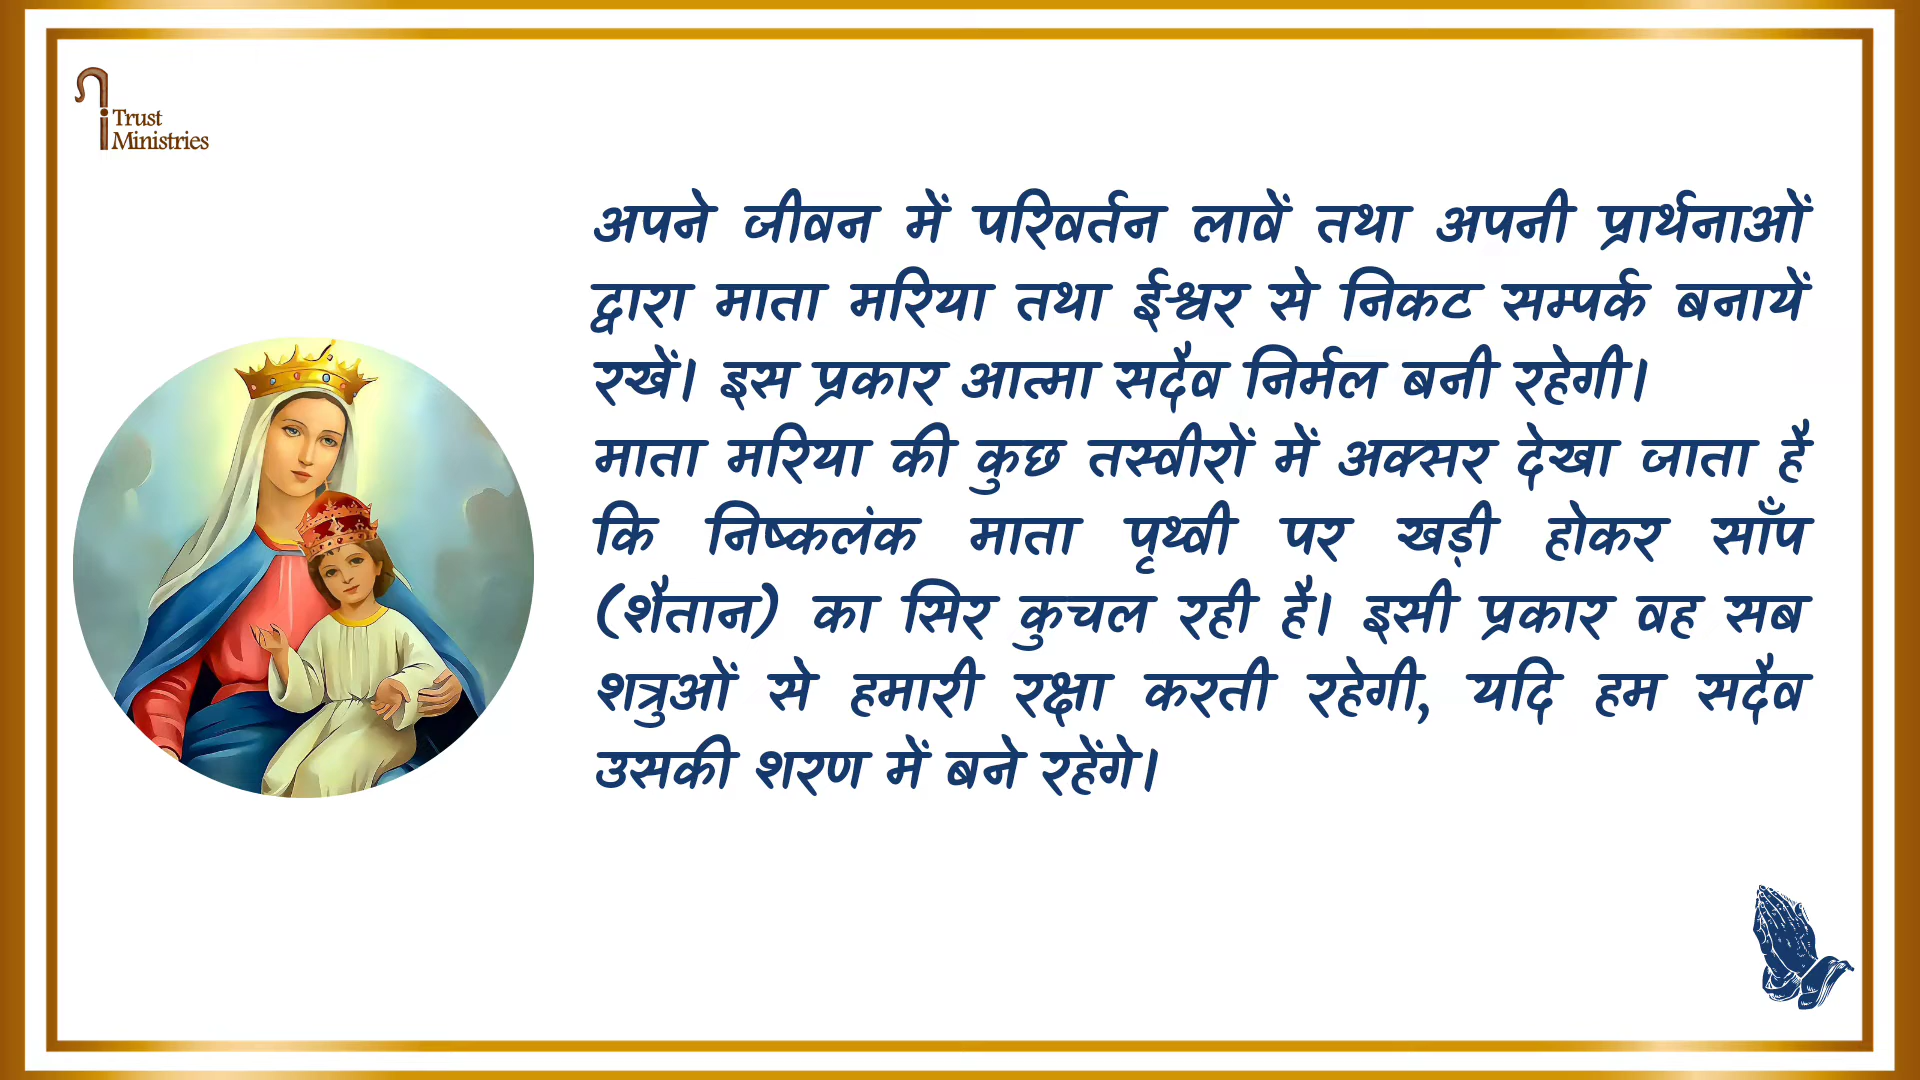 Trust
Ministries
अपने जीवन में परिवर्तन लावें तथा अपनी प्रार्थनाओं
द्वारा माता मरिया तथा ईश्वर से निकट सम्पर्क बनायें
रखें। इस प्रकार आत्मा सदैव निर्मल बनी रहेगी।
माता मरिया की कुछ तस्वीरों में अक्सर देखा जाता है
कि निष्कलंक माता पृथ्वी पर खड़ी होकर साँप
(शैतान) का सिर कुचल रही है। इसी प्रकार वह सब
शत्रुओं से हमारी रक्षा करती रहेगी, यदि हम सदैव
उसकी शरण में बने रहेंगे।